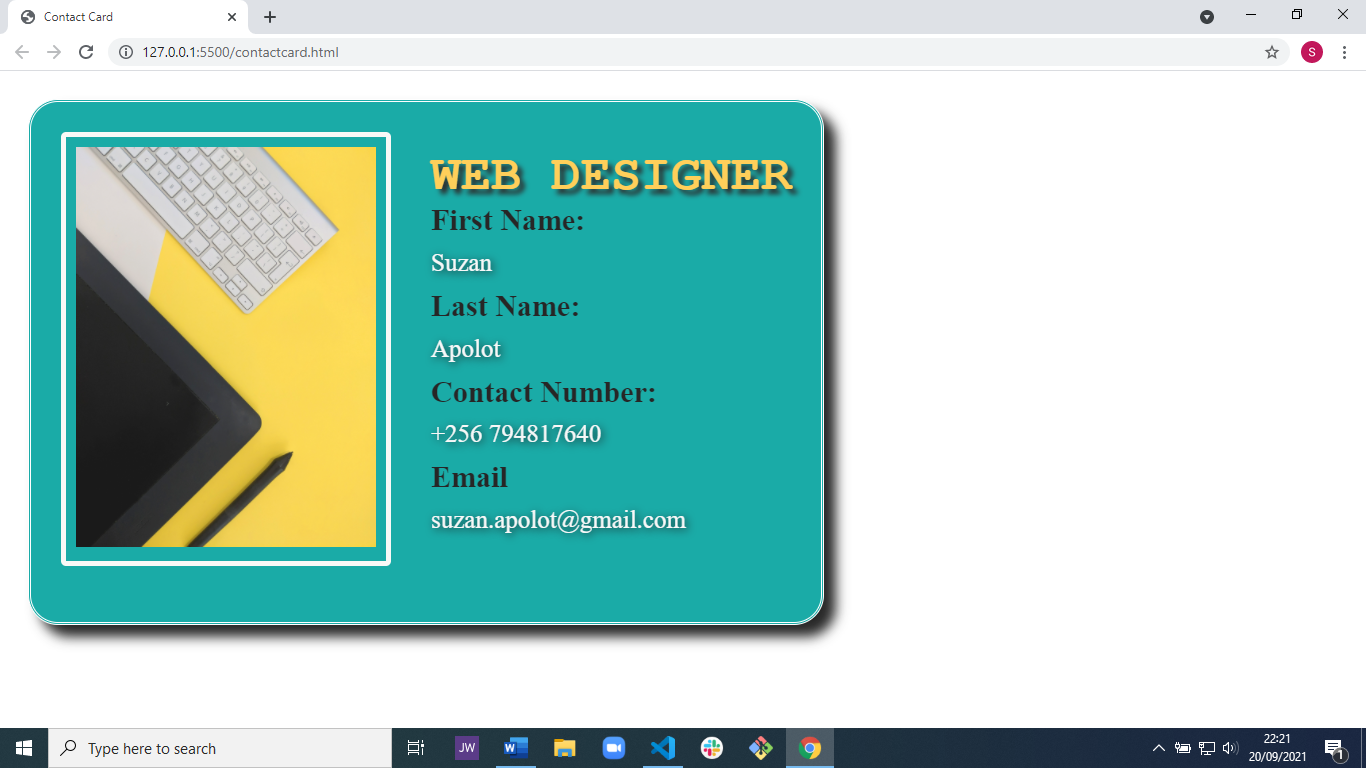 Contact Card
127.0.0.1:5500/contactcard.html
S
WEB DESIGNER
First Name:
Suzan
Last Name:
Apolot
Contact Number:
+256 794817640
Email
suzan.apolot@gmail.com
Type here to search
JW
W
22:21
20/09/2021
1